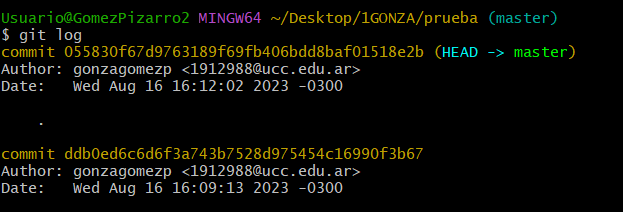 Usuario@GomezPizarro2 MINGW64 ~/Desktop/1GONZA/prueba (master)
$ git log
commit 055830f67d9763189f69fb406bdd8baf01518e2b (HEAD -> master)
Author: gonzagomezp <1912988@ucc.edu.ar>
Date:   Wed Aug 16 16:12:02 2023 -0300
    .
commit ddb0ed6c6d6f3a743b7528d975454c16990f3b67
Author: gonzagomezp <1912988@ucc.edu.ar>
Date:   Wed Aug 16 16:09:13 2023 -0300